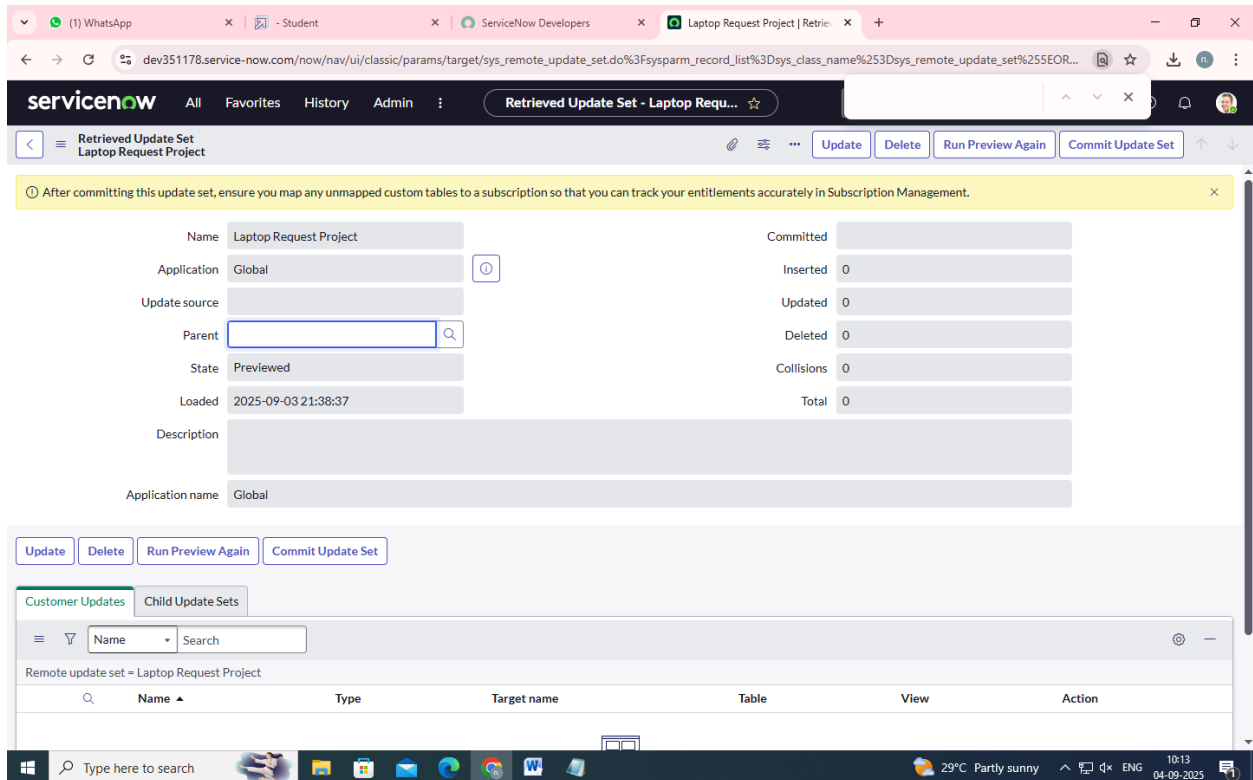 (1) WhatsApp
- Student
ServiceNow Developers
Laptop Request Project | Retrie
dev351178.service-now.com/now/nav/ui/classic/params/target/sys_remote_update_set.do%3Fsysparm_record_list%3Dsys_class_name%253Dsys_remote_update_set%255EOR...
n.
servicenow All Favorites History Admin Retrieved Update Set - Laptop Requ...
Retrieved Update Set
Laptop Request Project
Update Delete Run Preview Again Commit Update Set
After committing this update set, ensure you map any unmapped custom tables to a subscription so that you can track your entitlements accurately in Subscription Management.
Name Laptop Request Project Committed
Application Global Inserted 0
Update source Updated 0
Parent Deleted 0
State Previewed Collisions 0
Loaded 2025-09-03 21:38:37 Total 0
Description
Application name Global
Update Delete Run Preview Again Commit Update Set
Customer Updates Child Update Sets
Name Search
Remote update set = Laptop Request Project
Name Type Target name Table View Action
Type here to search
29°C Partly sunny ENG
10:13
04-09-2025